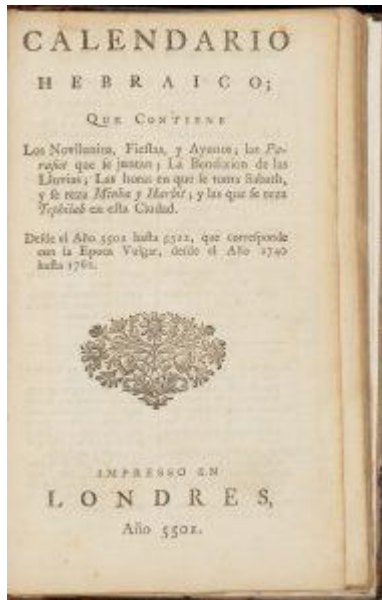 CALENDARIO
HEBRAICO;
QUE CONTIENE
Los Novilunios, Fiestas, y Ayunos; las Pa-
rasiot que se juntan; La Bendicion de las
Lluvias; Las horas en que se toma Sabath,
y se reza Minha y Harbit; y las que se reza
Tephilah en esta Ciudad.
Desde el Año 5502 hasta 5522, que corresponde
con la Epoca Vulgar, desde el Año 1740
hasta 1762.
IMPRESSO EN
LONDRES,
Año 5502.